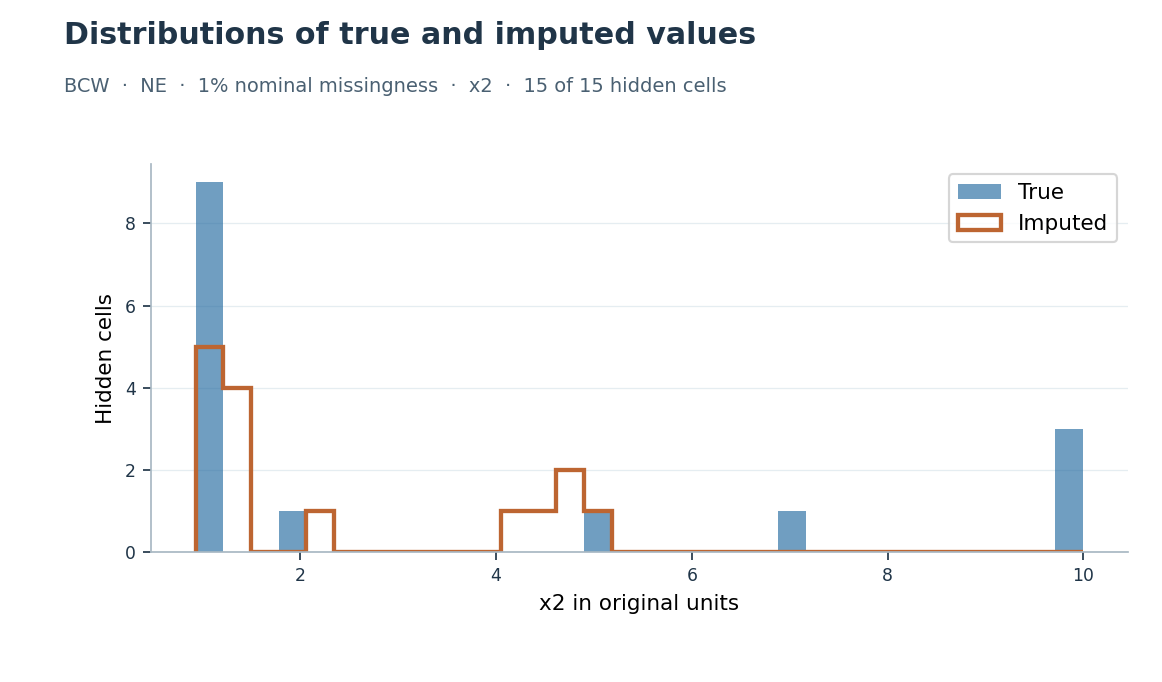 Distributions of true and imputed values
BCW · NE · 1% nominal missingness · x2 · 15 of 15 hidden cells
True
Imputed
Hidden cells
8
6
4
2
0
2 4 6 8 10
x2 in original units